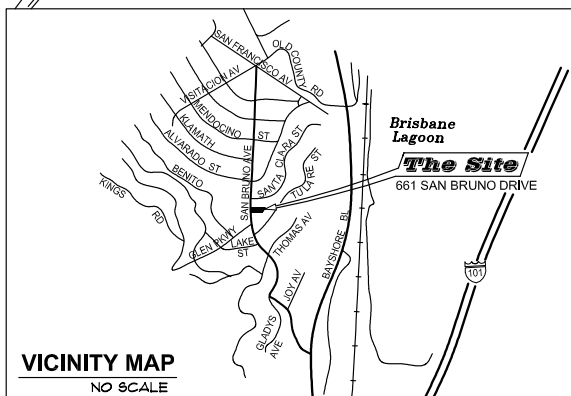 SAN FRANCISCO AV
OLD COUNTY
RD
VISITACION AV
MENDOCINO
ST
KLAMATH
ALVARADO ST
BENITO
KINGS
RD
SAN BRUNO AVE
SANTA CLARA ST
TULARE ST
GLEN PKWY
LAKE
ST
THOMAS AV
BAYSHORE BL
JOY AV
GLADYS
AVE
Brisbane
Lagoon
The Site
661 SAN BRUNO DRIVE
101
VICINITY MAP
NO SCALE